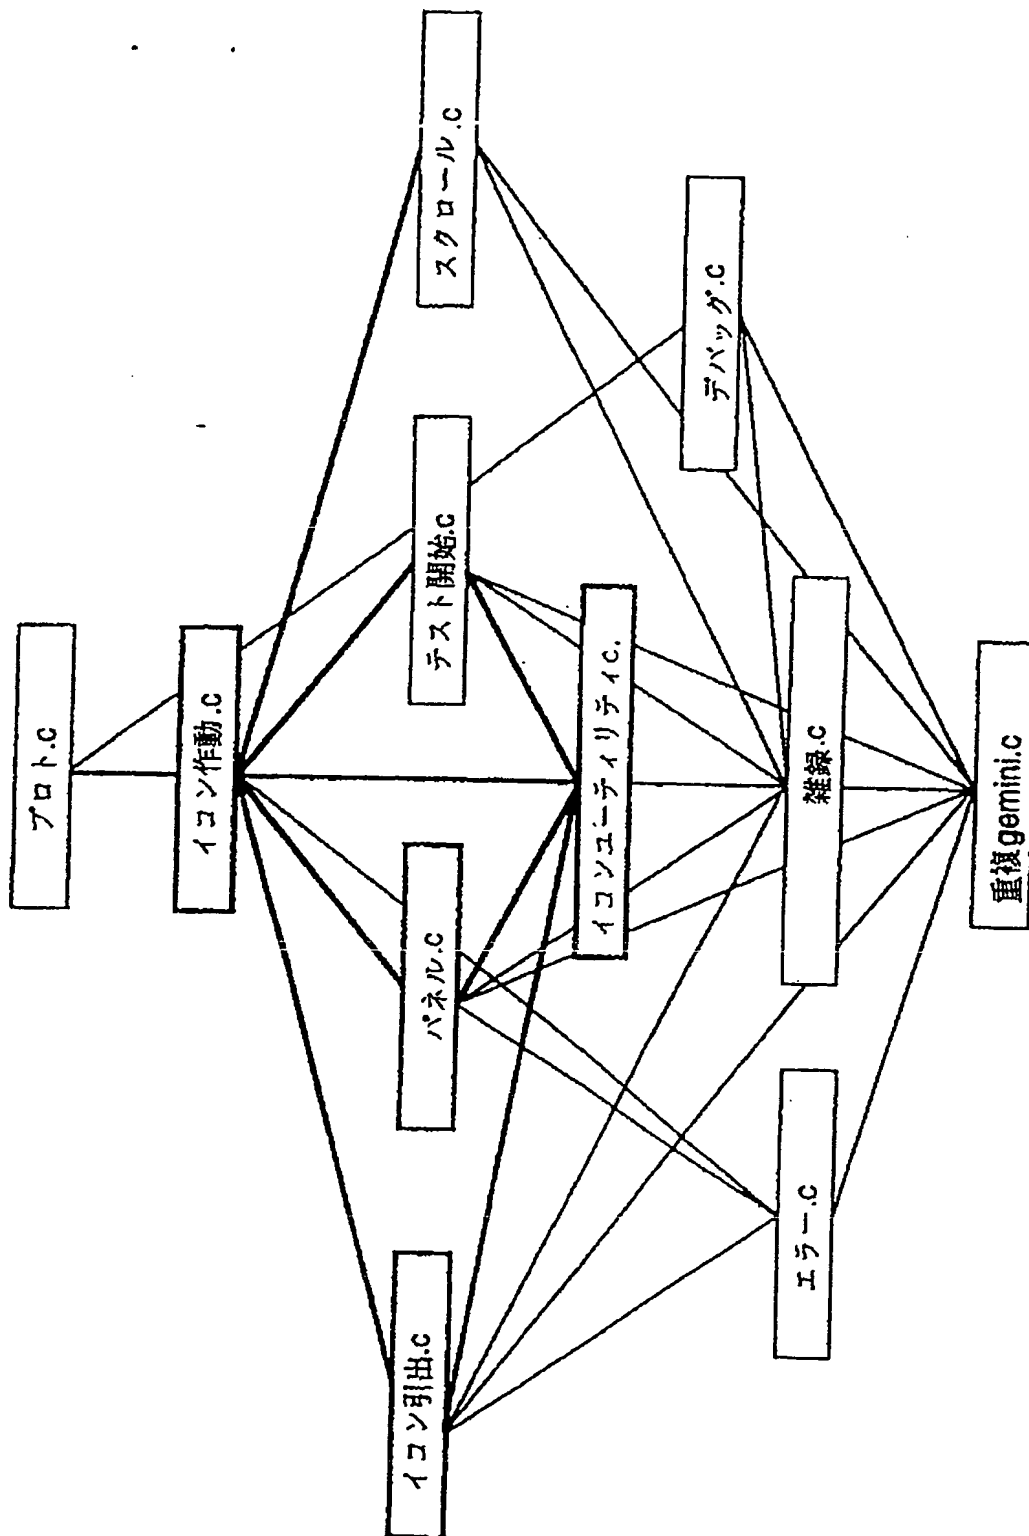 プロト.c
イコン作動.c
イコン引出.c
パネル.c
テスト開始.c
スクロール.c
イコンユーティリティc.
エラー.c
雑録.c
デバッグ.c
重複gemini.c